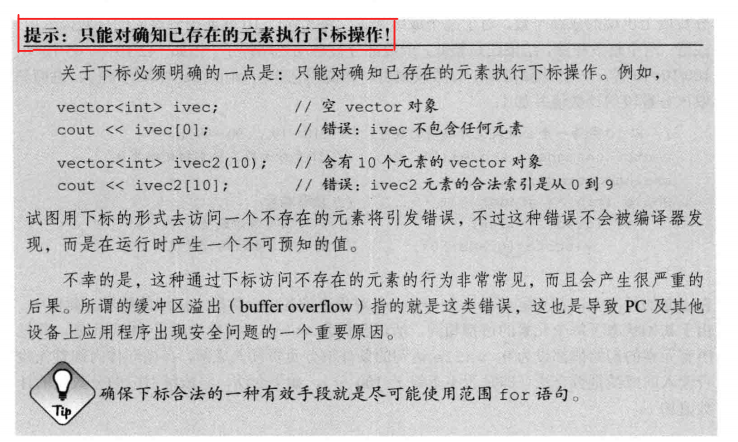 提示：只能对确知已存在的元素执行下标操作!
关于下标必须明确的一点是：只能对确知已存在的元素执行下标操作。例如，
vector<int> ivec; // 空 vector 对象
cout << ivec[0]; // 错误：ivec 不包含任何元素
vector<int> ivec2(10); // 含有 10 个元素的 vector 对象
cout << ivec2[10]; // 错误：ivec2 元素的合法索引是从 0 到 9
试图用下标的形式去访问一个不存在的元素将引发错误，不过这种错误不会被编译器发
现，而是在运行时产生一个不可预知的值。
不幸的是，这种通过下标访问不存在的元素的行为非常常见，而且会产生很严重的
后果。所谓的缓冲区溢出（buffer overflow）指的就是这类错误，这也是导致 PC 及其他
设备上应用程序出现安全问题的一个重要原因。
Tip
确保下标合法的一种有效手段就是尽可能使用范围 for 语句。